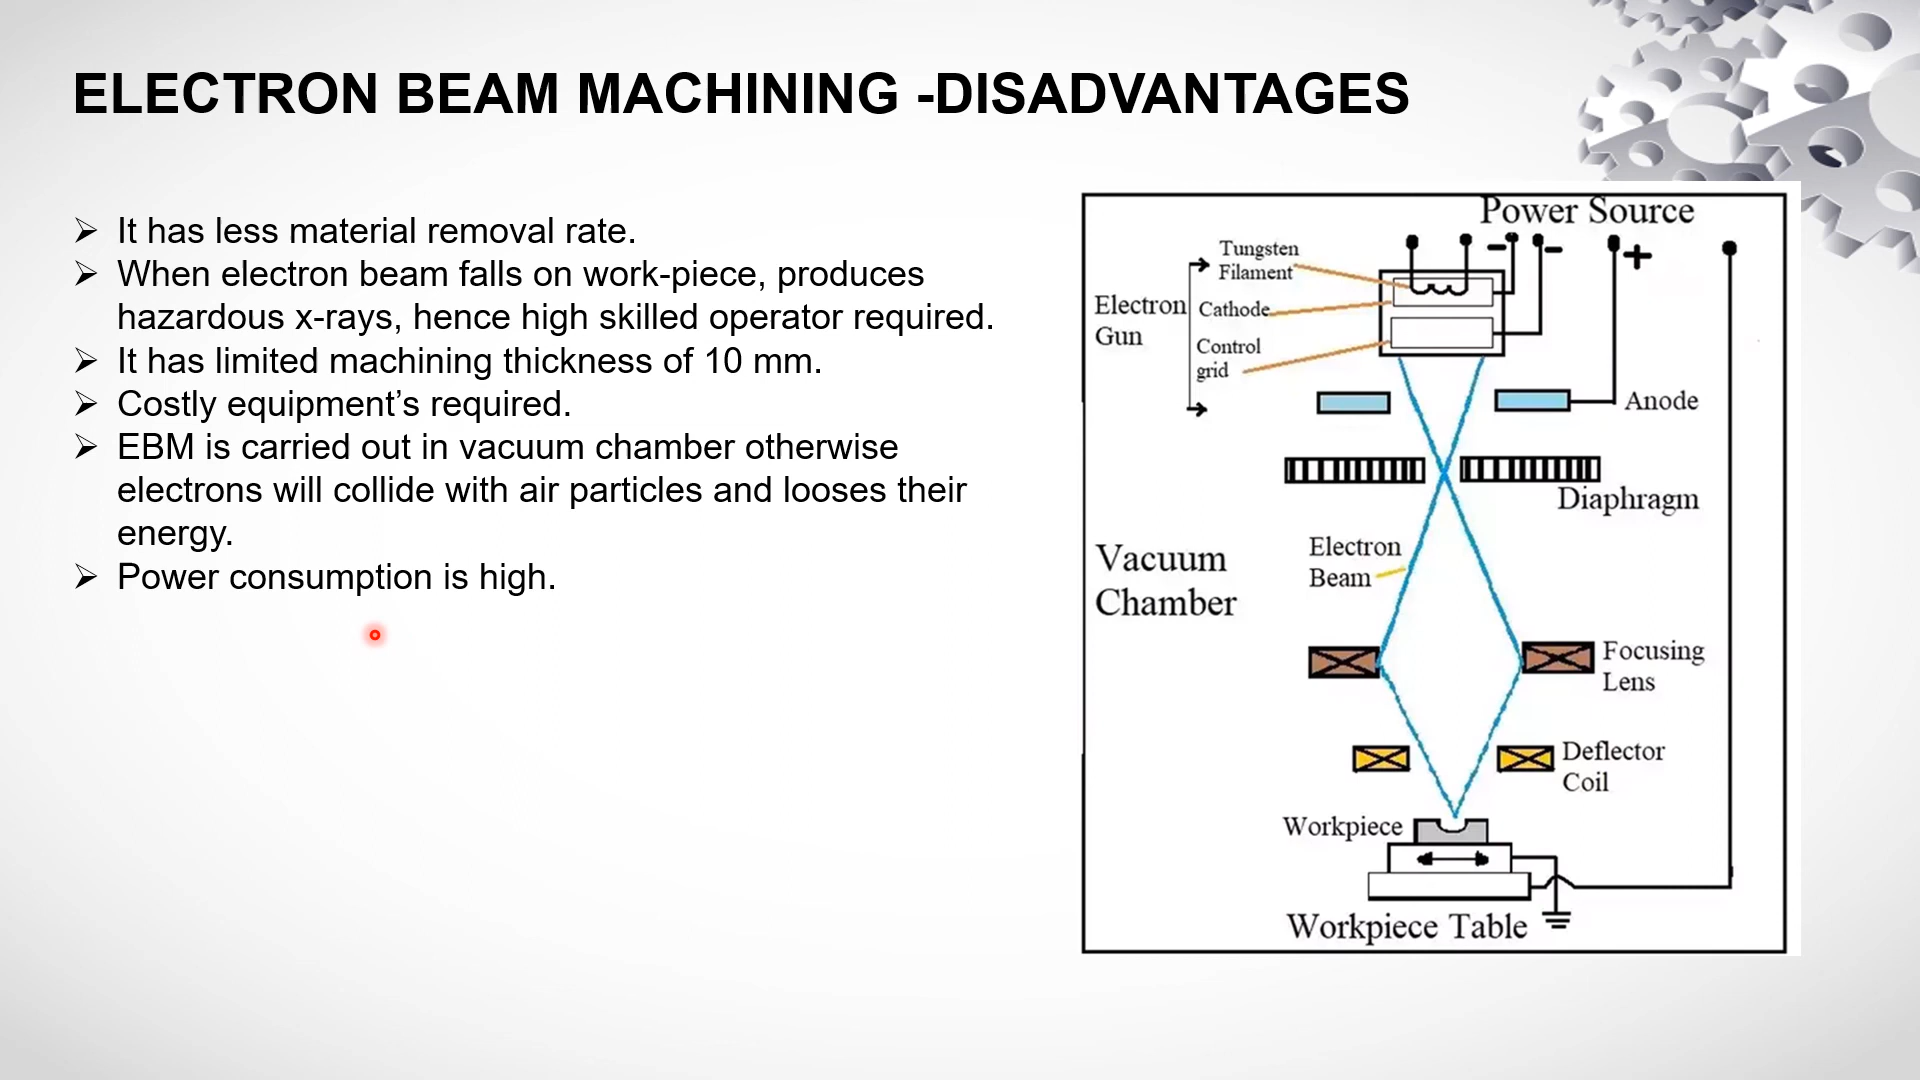 ELECTRON BEAM MACHINING -DISADVANTAGES
➢ It has less material removal rate.
➢ When electron beam falls on work-piece, produces
hazardous x-rays, hence high skilled operator required.
➢ It has limited machining thickness of 10 mm.
➢ Costly equipment’s required.
➢ EBM is carried out in vacuum chamber otherwise
electrons will collide with air particles and looses their
energy.
➢ Power consumption is high.
Power Source
Tungsten
Filament
Electron
Gun
Cathode
Control
grid
- - +
Anode
Diaphragm
Electron
Beam
Vacuum
Chamber
Focusing
Lens
Deflector
Coil
Workpiece
Workpiece Table